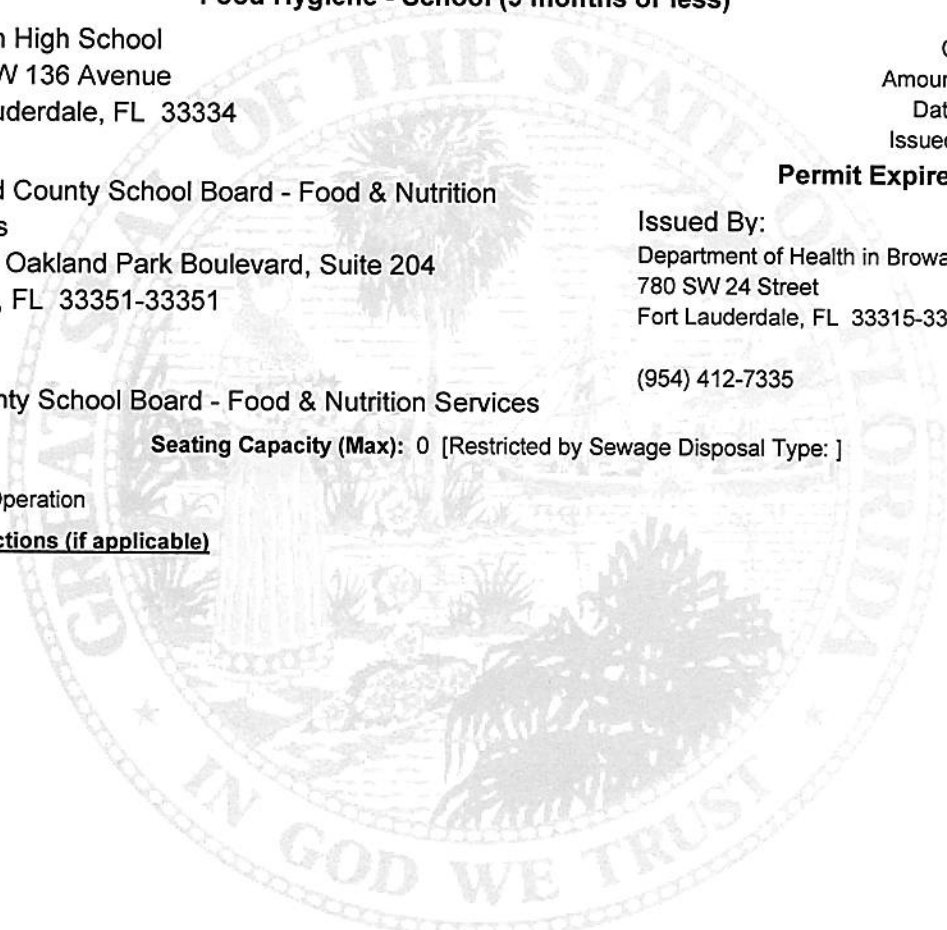 Food Hygiene - School (9 months or less)
n High School
W 136 Avenue
uderdale, FL 33334
Amoun
Dat
Issued
Permit Expire
d County School Board - Food & Nutrition
s
Oakland Park Boulevard, Suite 204
, FL 33351-33351
Issued By:
Department of Health in Browa
780 SW 24 Street
Fort Lauderdale, FL 33315-33
(954) 412-7335
nty School Board - Food & Nutrition Services
Seating Capacity (Max): 0 [Restricted by Sewage Disposal Type: ]
Operation
ctions (if applicable)
GREAT SEAL OF THE STATE OF FLORIDA
IN GOD WE TRUST